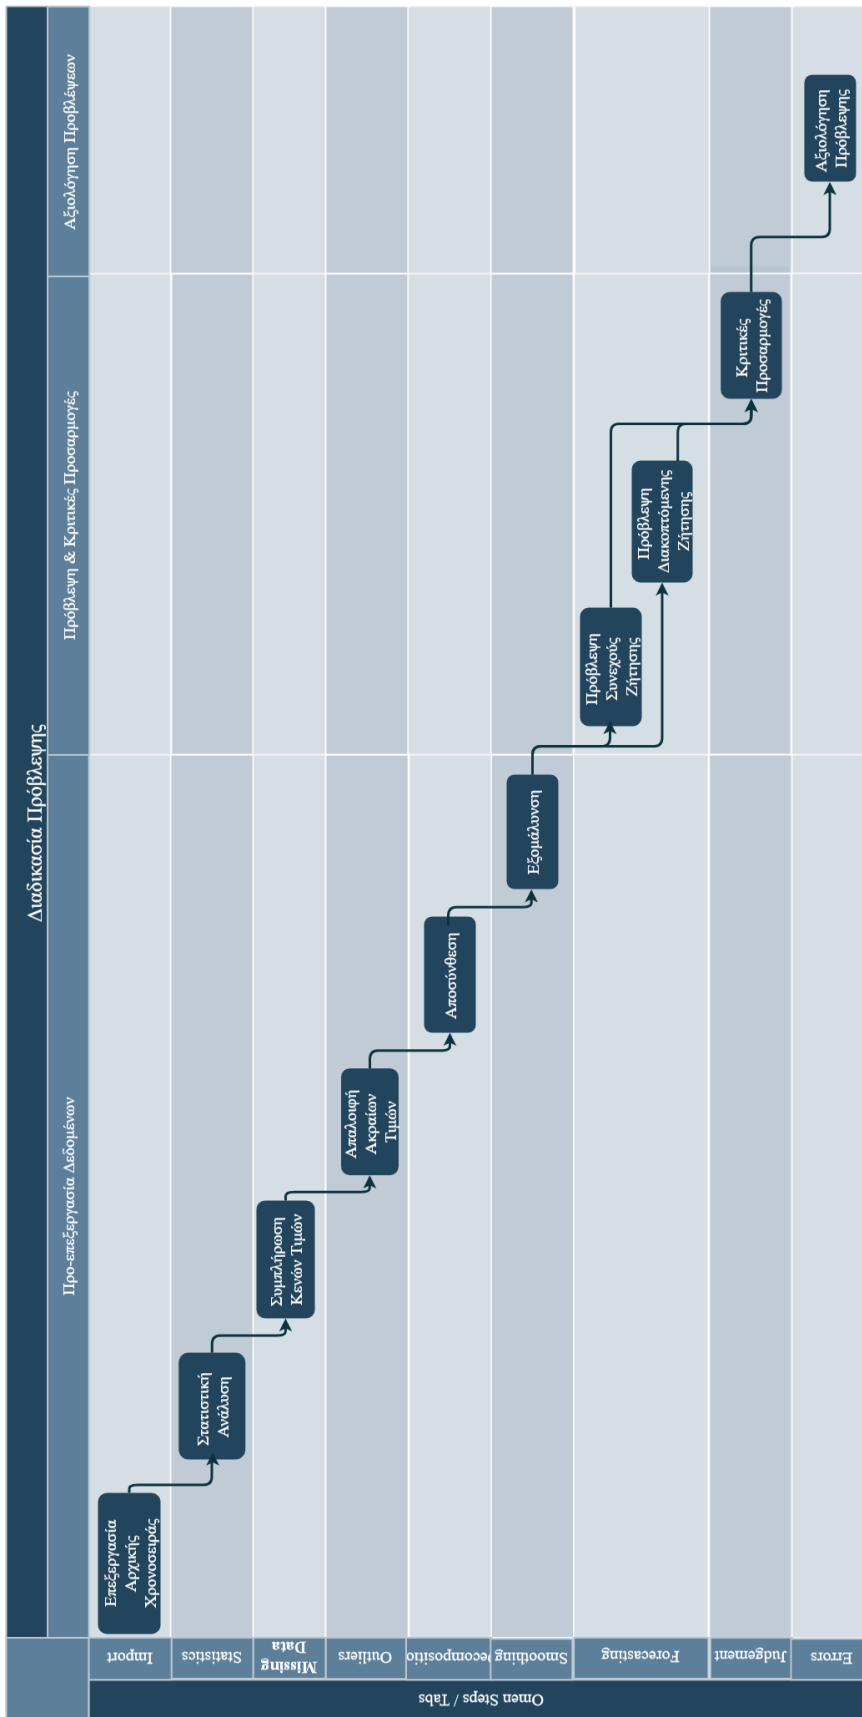 Διαδικασία Πρόβλεψης
Προ-επεξεργασία Δεδομένων
Πρόβλεψη & Κριτικές Προσαρμογές
Αξιολόγηση Προβλέψεων
Omen Steps / Tabs
Import
Επεξεργασία
Αρχικής
Χρονοσειράς
Statistics
Στατιστική
Ανάλυση
Missing
Data
Συμπλήρωση
Κενών Τιμών
Outliers
Απαλοιφή
Ακραίων
Τιμών
ecompositio
Αποσύνθεση
Smoothing
Εξομάλυνση
Forecasting
Πρόβλεψη
Συνεχούς
Ζήτησης
Πρόβλεψη
Διακοπτόμενης
Ζήτησης
Judgement
Κριτικές
Προσαρμογές
Errors
Αξιολόγηση
Πρόβλεψης